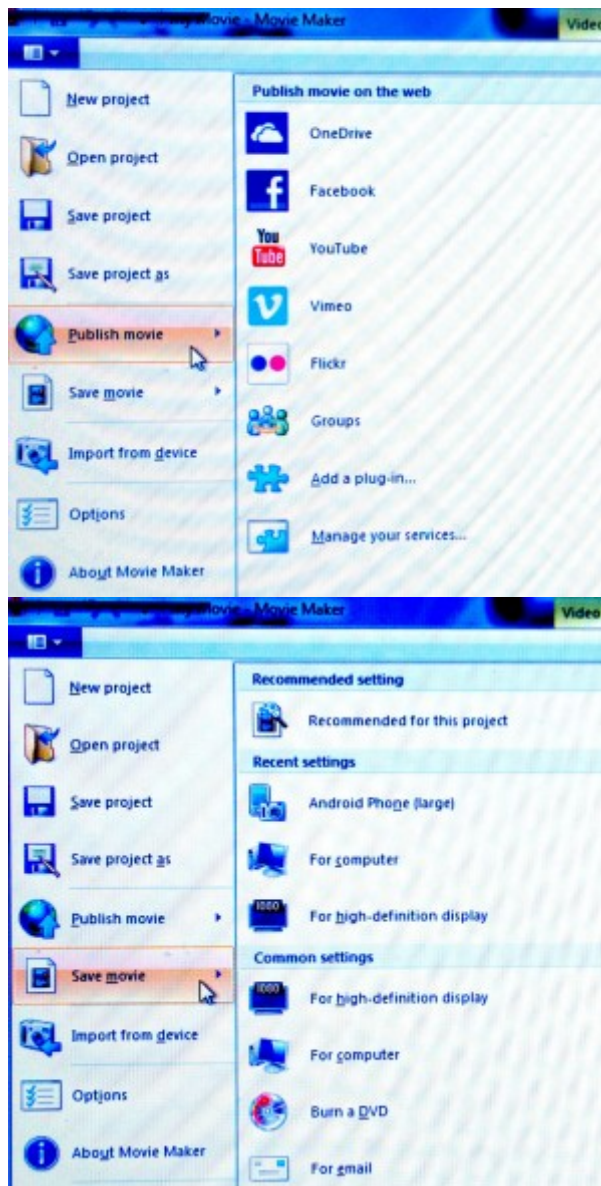 my Movie - Movie Maker
Video
New project
Open project
Save project
Save project as
Publish movie
Save movie
Import from device
Options
About Movie Maker
Publish movie on the web
OneDrive
Facebook
You Tube
YouTube
Vimeo
Flickr
Groups
Add a plug-in...
Manage your services...
Movie - Movie Maker
Video
New project
Open project
Save project
Save project as
Publish movie
Save movie
Import from device
Options
About Movie Maker
Recommended setting
Recommended for this project
Recent settings
Android Phone (large)
For computer
For high-definition display
Common settings
For high-definition display
For computer
Burn a DVD
For email